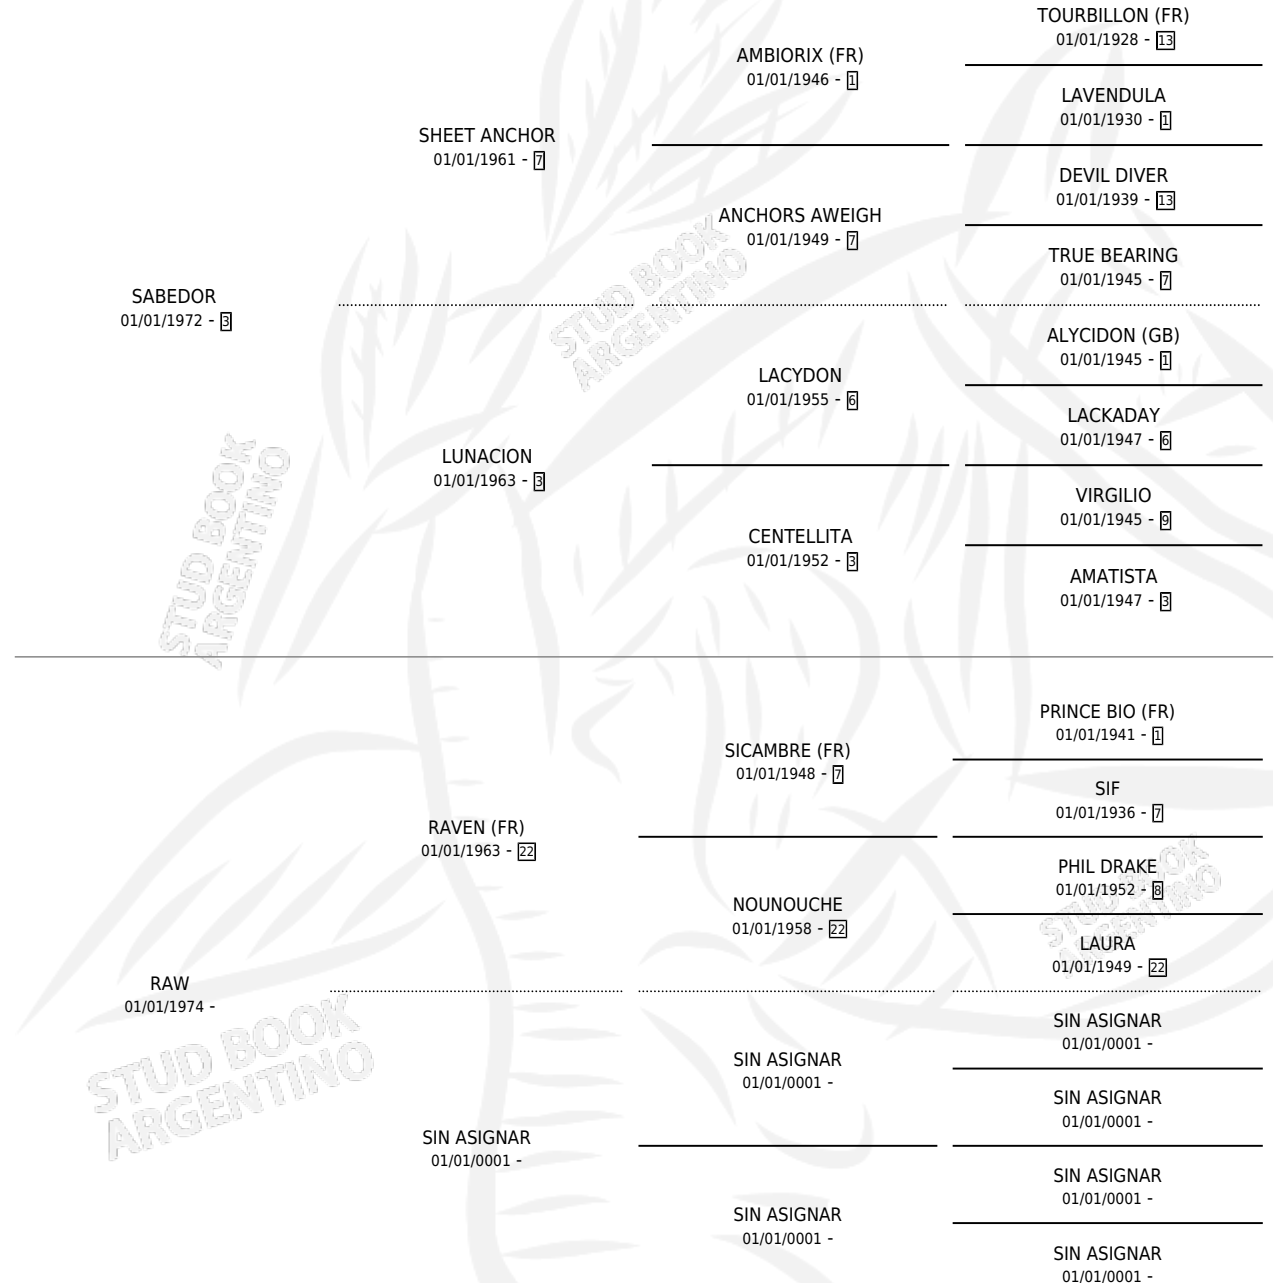 TOURBILLON (FR)
01/01/1928 - 13
AMBIORIX (FR)
01/01/1946 - 1
LAVENDULA
01/01/1930 - 1
SHEET ANCHOR
01/01/1961 - 7
DEVIL DIVER
01/01/1939 - 13
ANCHORS AWEIGH
01/01/1949 - 7
TRUE BEARING
01/01/1945 - 7
SABEDOR
01/01/1972 - 3
ALYCIDON (GB)
01/01/1945 - 1
LACYDON
01/01/1955 - 6
LACKADAY
01/01/1947 - 6
LUNACION
01/01/1963 - 3
VIRGILIO
01/01/1945 - 9
CENTELLITA
01/01/1952 - 3
AMATISTA
01/01/1947 - 3
PRINCE BIO (FR)
01/01/1941 - 1
SICAMBRE (FR)
01/01/1948 - 7
SIF
01/01/1936 - 7
RAVEN (FR)
01/01/1963 - 22
PHIL DRAKE
01/01/1952 - 8
NOUNOUCHE
01/01/1958 - 22
LAURA
01/01/1949 - 22
RAW
01/01/1974 -
SIN ASIGNAR
01/01/0001 -
SIN ASIGNAR
01/01/0001 -
SIN ASIGNAR
01/01/0001 -
SIN ASIGNAR
01/01/0001 -
SIN ASIGNAR
01/01/0001 -
SIN ASIGNAR
01/01/0001 -
SIN ASIGNAR
01/01/0001 -
STUD BOOK
ARGENTINO
STUD BOOK
ARGENTINO
STUD BOOK
ARGENTINO
STUD BOOK
ARGENTINO